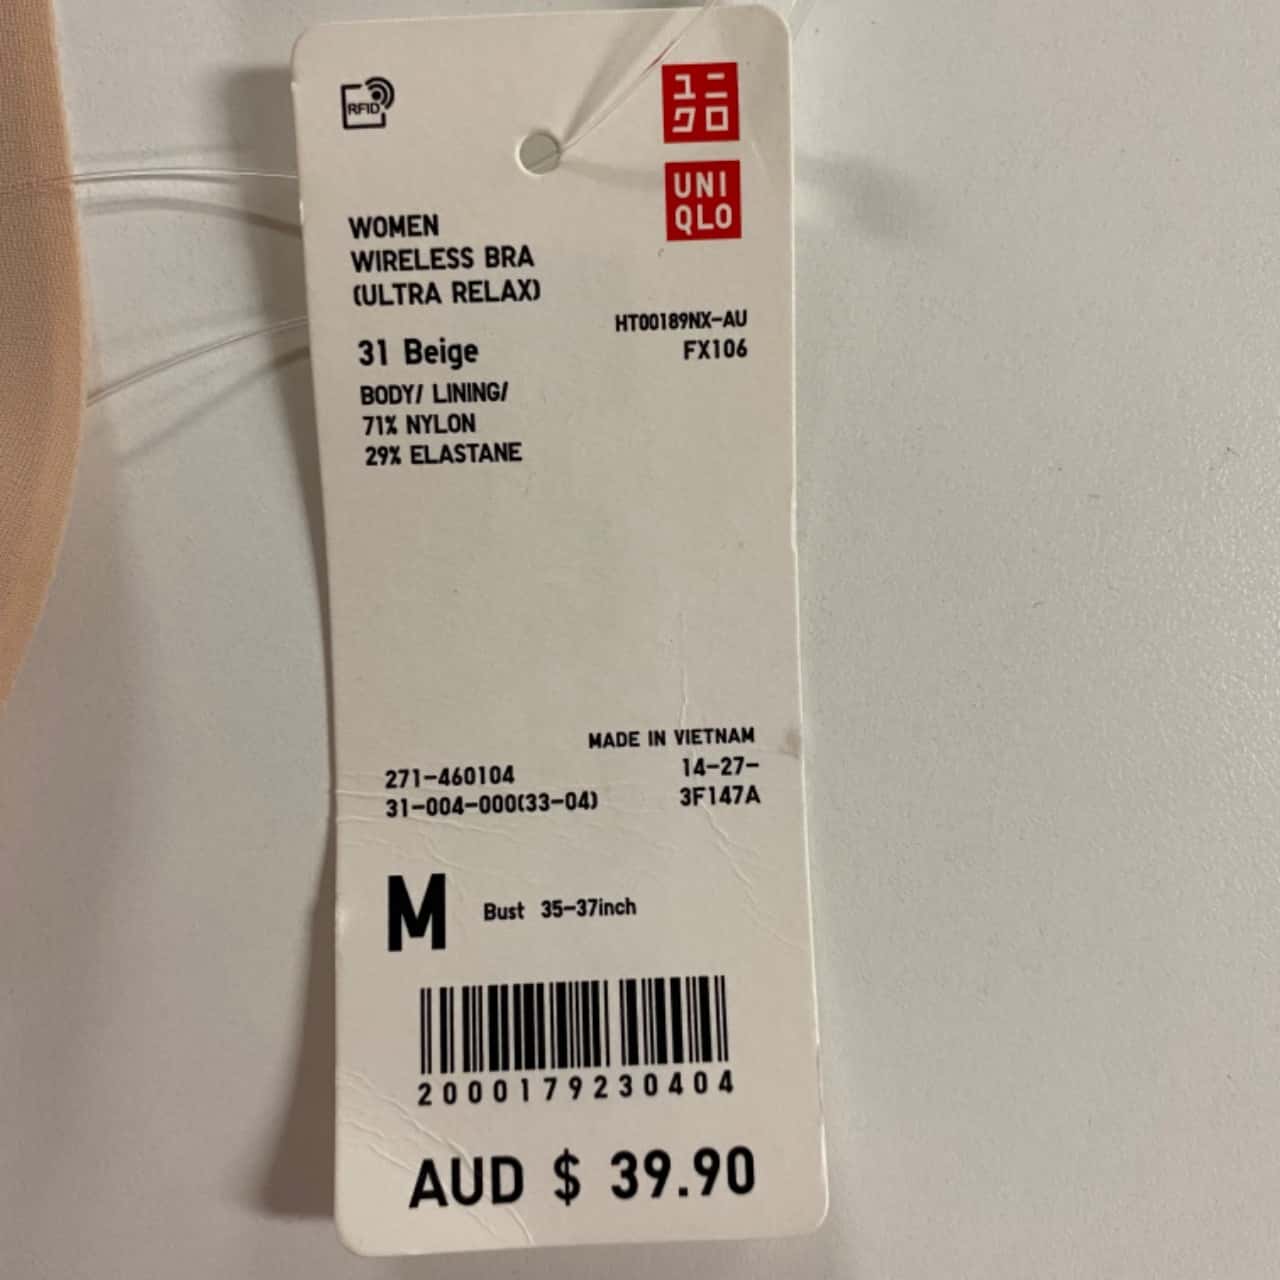 RFID
ユニ
クロ
UNI
QLO
WOMEN
WIRELESS BRA
(ULTRA RELAX)
HT00189NX-AU
31 Beige
FX106
BODY/ LINING/
71% NYLON
29% ELASTANE
MADE IN VIETNAM
271-460104
14-27-
31-004-000(33-04)
3F147A
M
Bust 35-37inch
2000179230404
AUD $ 39.90